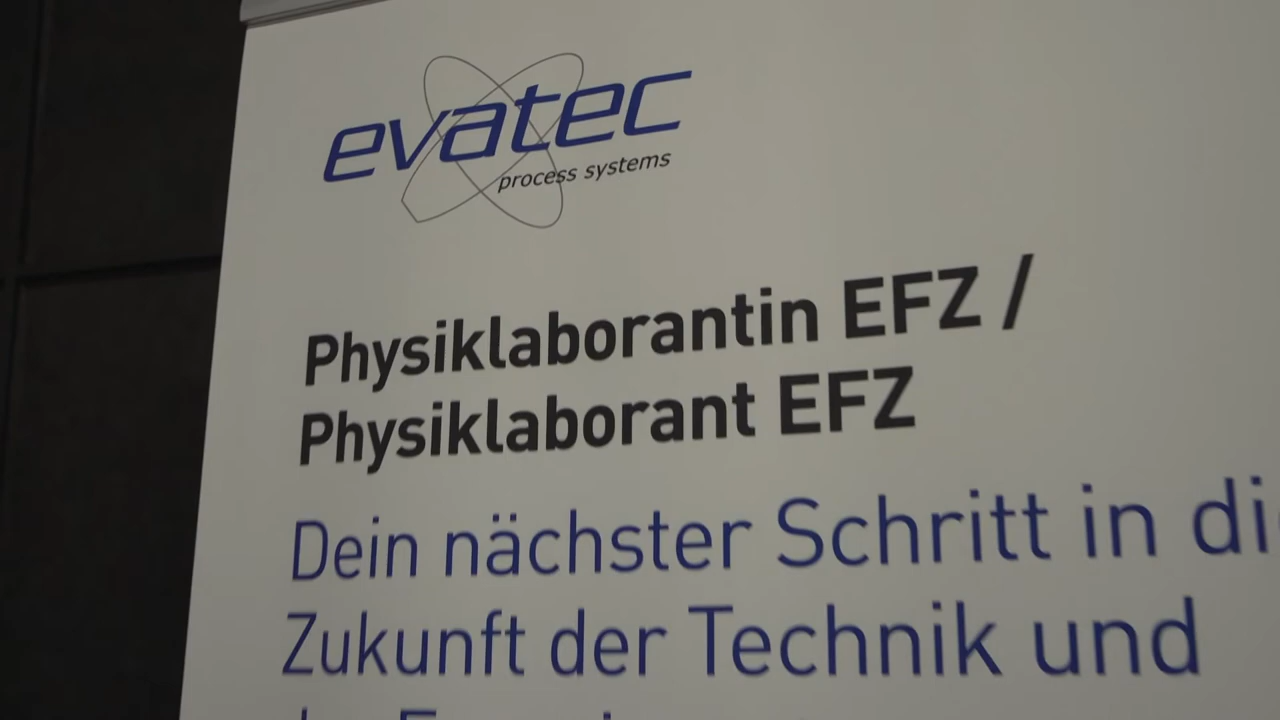 evatec
process systems
Physiklaborantin EFZ /
Physiklaborant EFZ
Dein nächster Schritt in di
Zukunft der Technik und